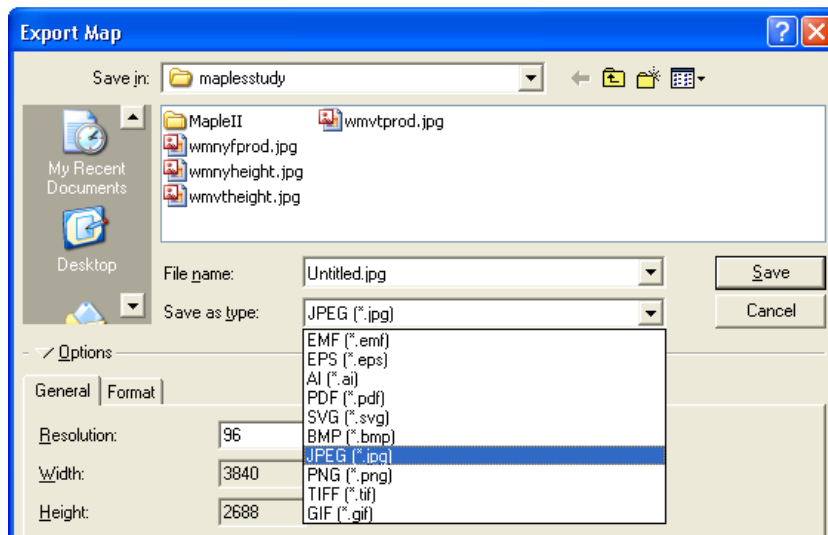 Export Map
Save in:
maplesstudy
My Recent
Documents
Desktop
MapleII
wmnyfprod.jpg
wmnyheight.jpg
wmvtheight.jpg
wmvtprod.jpg
File name:
Untitled.jpg
Save
Save as type:
JPEG (*.jpg)
Cancel
EMF (*.emf)
EPS (*.eps)
AI (*.ai)
PDF (*.pdf)
SVG (*.svg)
BMP (*.bmp)
JPEG (*.jpg)
PNG (*.png)
TIFF (*.tif)
GIF (*.gif)
Options
General
Format
Resolution:
96
Width:
3840
Height:
2688